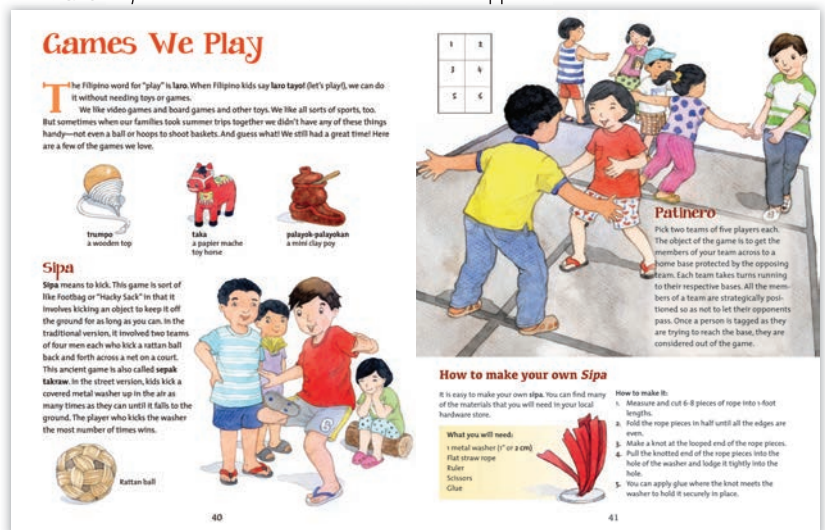 Games We Play
The Filipino word for "play" is laro. When Filipino kids say laro tayo! (let's play!), we can do
it without needing toys or games.
We like video games and board games and other toys. We like all sorts of sports, too.
But sometimes when our families took summer trips together we didn't have any of these things
handy—not even a ball or hoops to shoot baskets. And guess what! We still had a great time! Here
are a few of the games we love.
trumpo
a wooden top
taka
a papier mache
toy horse
palayok-palayokan
a mini clay poy
Sipa
Sipa means to kick. This game is sort of
like Footbag or "Hacky Sack" in that it
involves kicking an object to keep it off
the ground for as long as you can. In the
traditional version, it involved two teams
of four men each who kick a rattan ball
back and forth across a net on a court.
This ancient game is also called sepak
takraw. In the street version, kids kick a
covered metal washer up in the air as
many times as they can until it falls to the
ground. The player who kicks the washer
the most number of times wins.
Rattan ball
40
1 2
3 4
5 6
Patinero
Pick two teams of five players each.
The object of the game is to get the
members of your team across to a
home base protected by the opposing
team. Each team takes turns running
to their respective bases. All the mem-
bers of a team are strategically posi-
tioned so as not to let their opponents
pass. Once a person is tagged as they
are trying to reach the base, they are
considered out of the game.
How to make your own Sipa
It is easy to make your own sipa. You can find many
of the materials that you will need in your local
hardware store.
What you will need:
1 metal washer (1" or 2 cm)
Flat straw rope
Ruler
Scissors
Glue
How to make it:
1. Measure and cut 6-8 pieces of rope into 1-foot
lengths.
2. Fold the rope pieces in half until all the edges are
even.
3. Make a knot at the looped end of the rope pieces.
4. Pull the knotted end of the rope pieces into the
hole of the washer and lodge it tightly into the
hole.
5. You can apply glue where the knot meets the
washer to hold it securely in place.
41